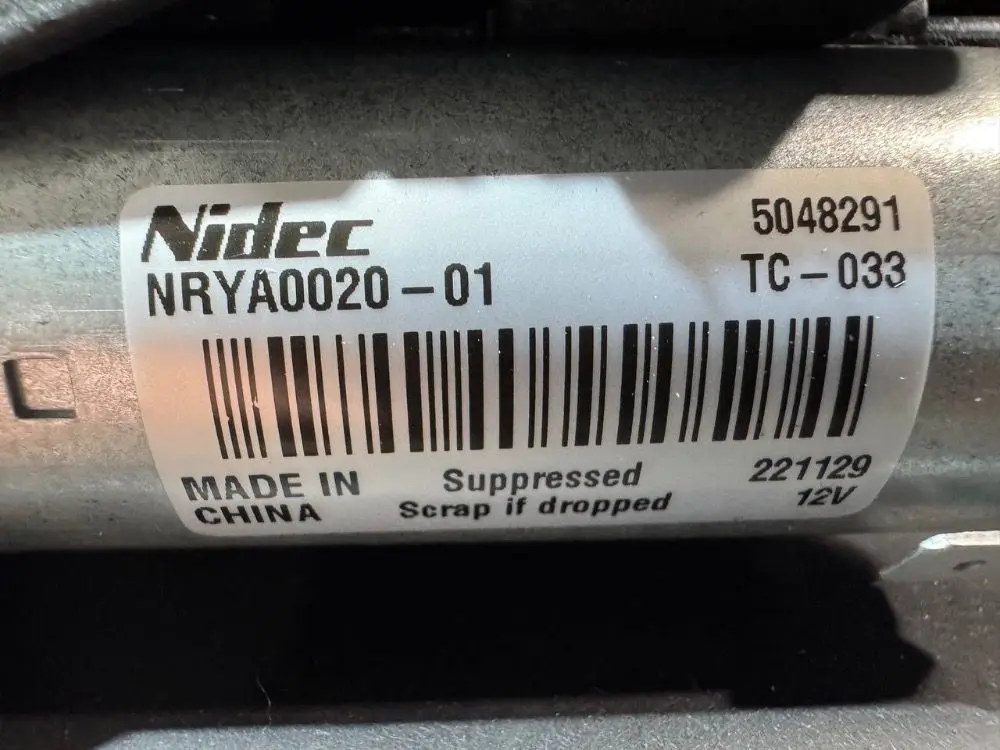 Nidec
5048291
NRYA0020-01
TC-033
MADE IN
CHINA
Suppressed
Scrap if dropped
221129
12V